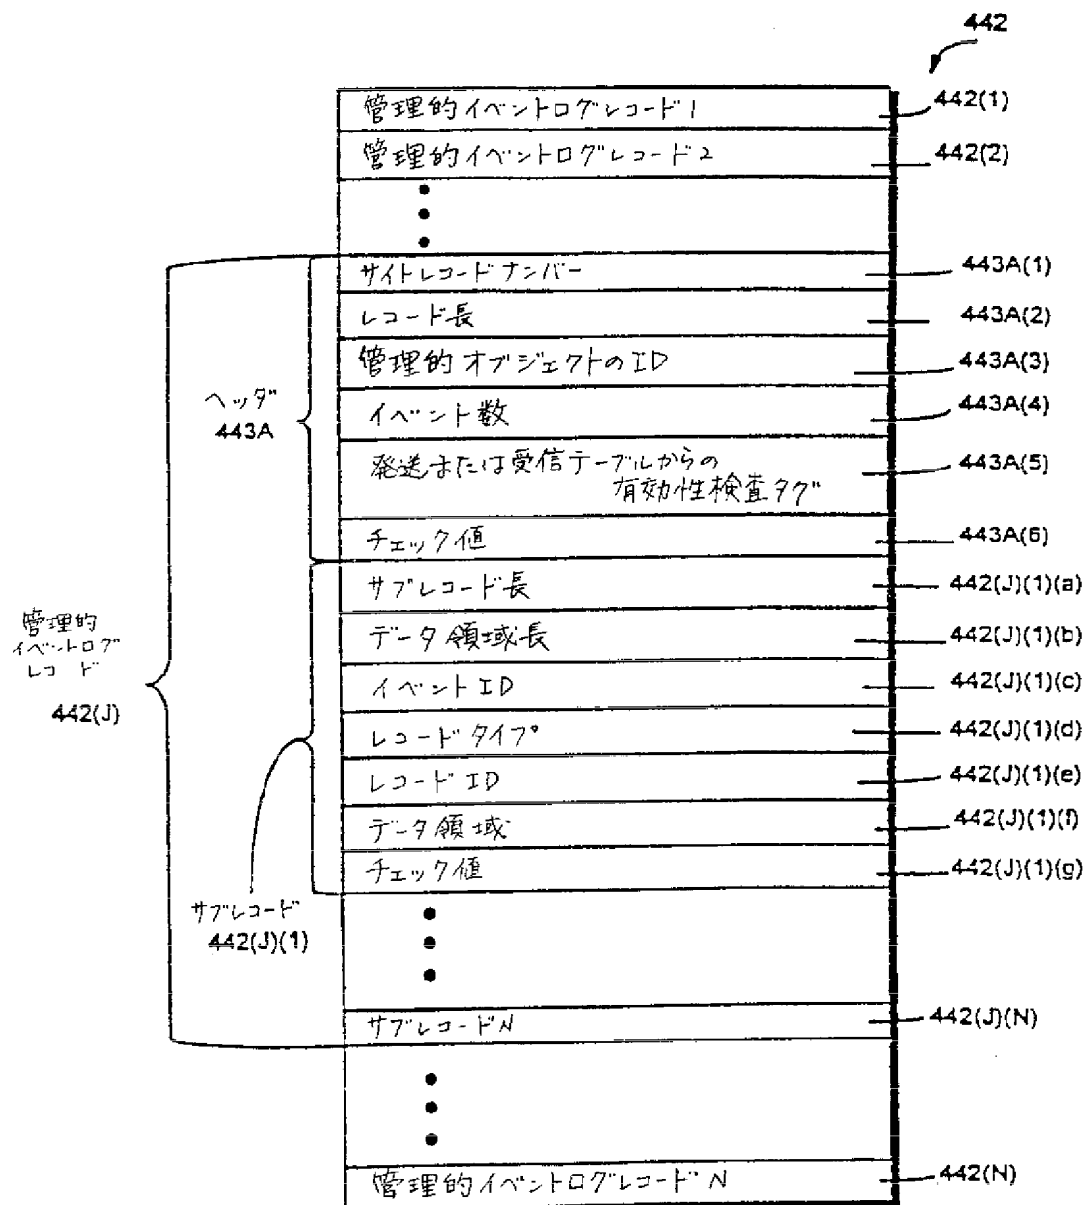 442
管理的イベントログレコード1 442(1)
管理的イベントログレコード2 442(2)
サイトレコードナンバー 443A(1)
レコード長 443A(2)
管理的オブジェクトのID 443A(3)
ヘッダ
443A
イベント数 443A(4)
発送または受信テーブルからの 443A(5)
有効性検査タグ
チェック値 443A(6)
サブレコード長 442(J)(1)(a)
管理的
イベントログ
レコード
442(J)
データ領域長 442(J)(1)(b)
イベントID 442(J)(1)(c)
レコードタイプ 442(J)(1)(d)
レコードID 442(J)(1)(e)
データ領域 442(J)(1)(f)
チェック値 442(J)(1)(g)
サブレコード
442(J)(1)
サブレコードN 442(J)(N)
管理的イベントログレコードN 442(N)